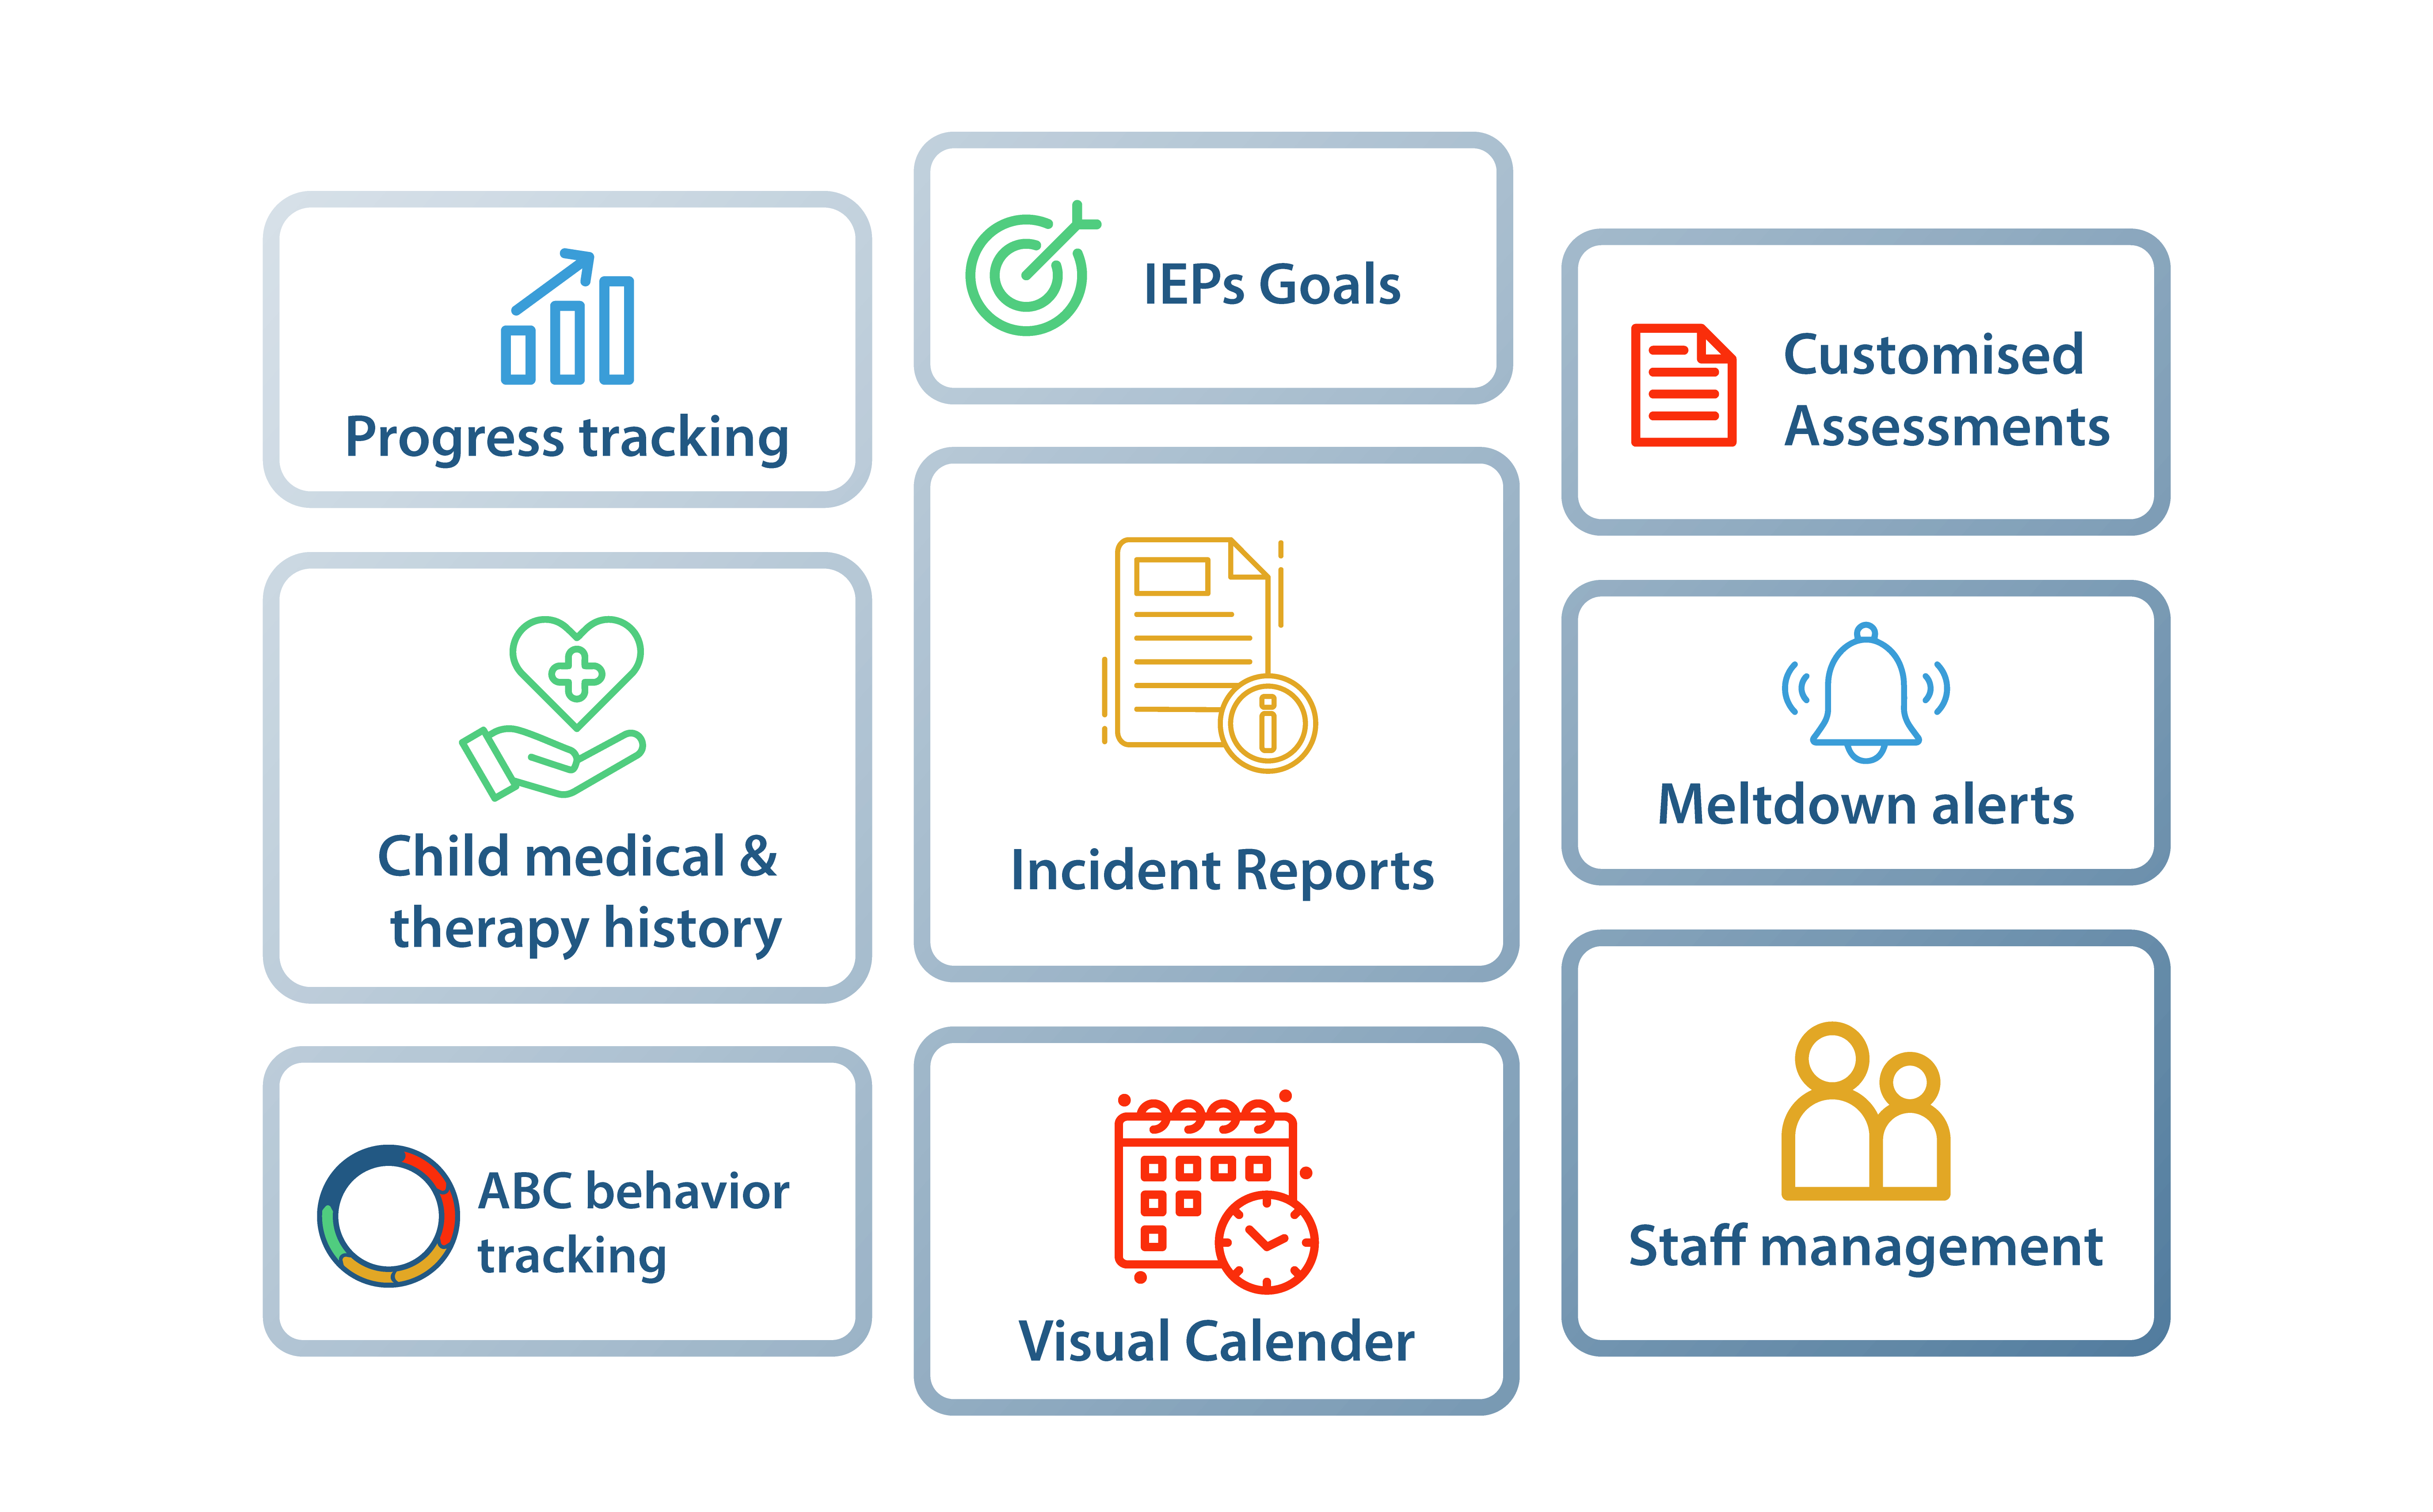 Progress tracking
IEPs Goals
Customised
Assessments
Child medical &
therapy history
Incident Reports
Meltdown alerts
ABC behavior
tracking
Visual Calender
Staff management